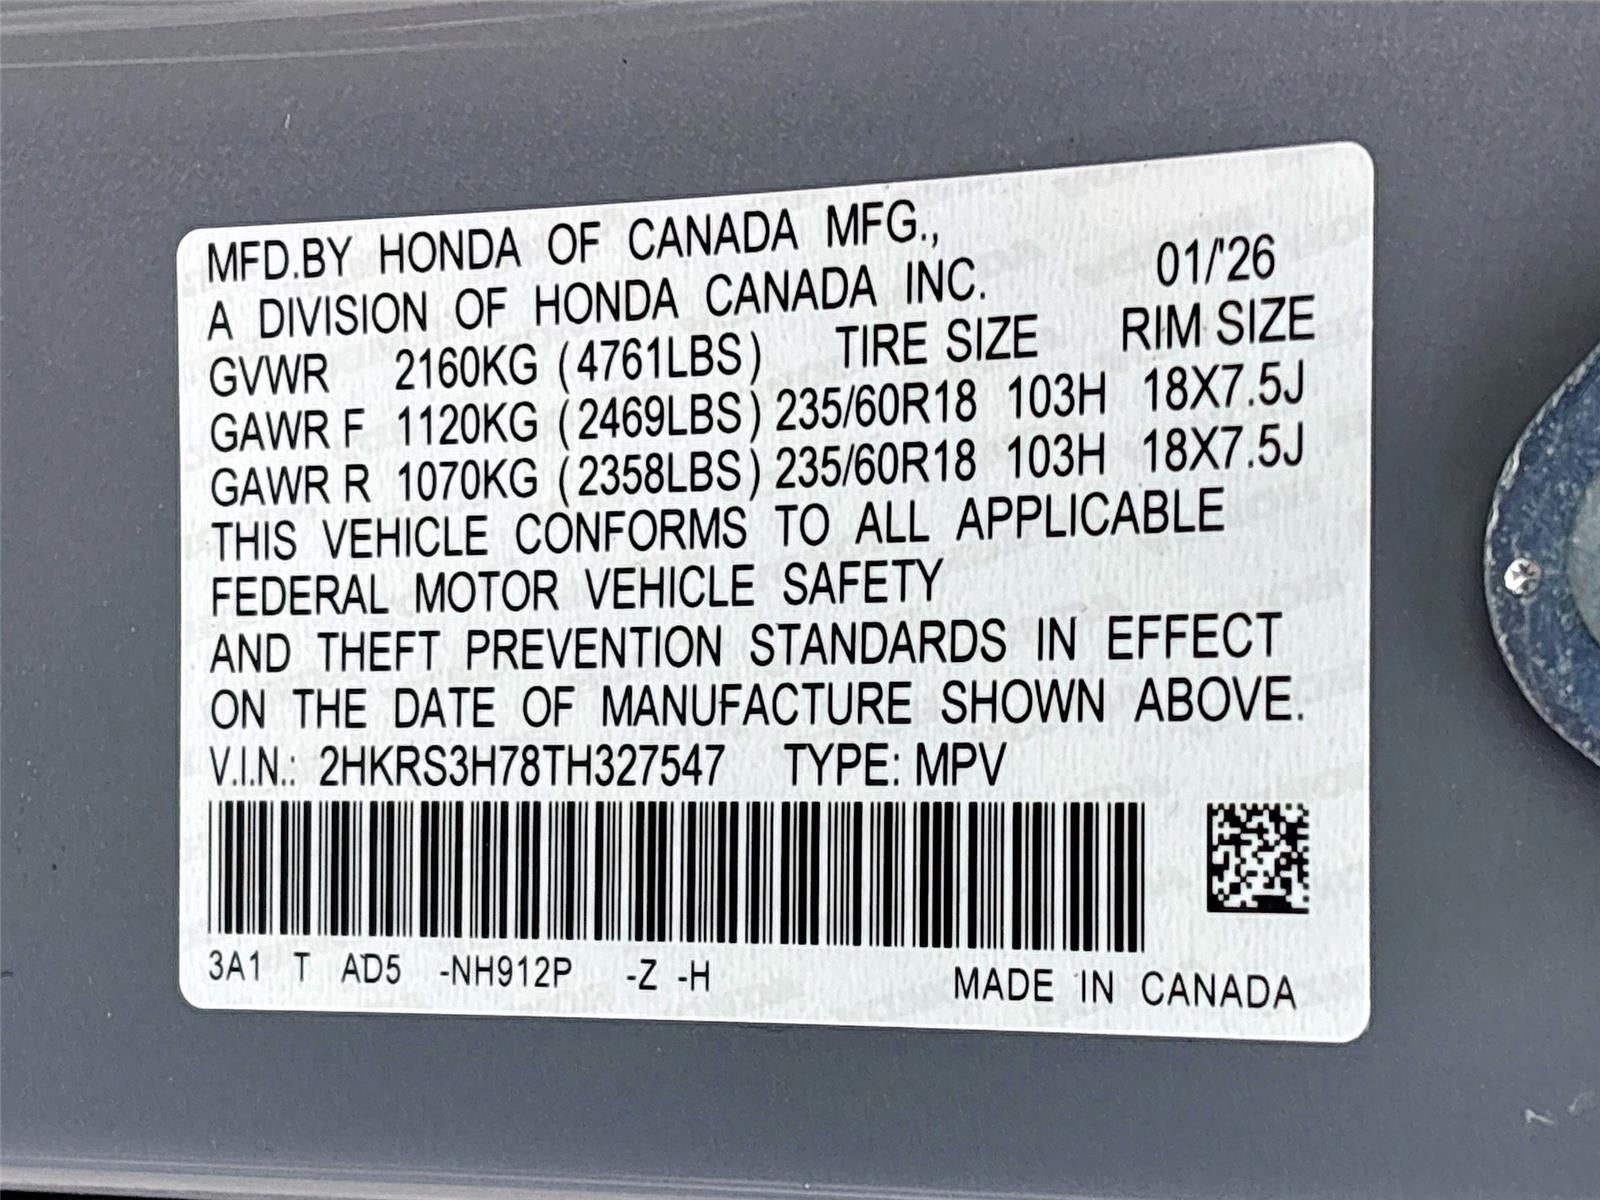 MFD.BY HONDA OF CANADA MFG.,
A DIVISION OF HONDA CANADA INC. 01/'26
GVWR 2160KG (4761LBS) TIRE SIZE RIM SIZE
GAWR F 1120KG (2469LBS) 235/60R18 103H 18X7.5J
GAWR R 1070KG (2358LBS) 235/60R18 103H 18X7.5J
THIS VEHICLE CONFORMS TO ALL APPLICABLE
FEDERAL MOTOR VEHICLE SAFETY
AND THEFT PREVENTION STANDARDS IN EFFECT
ON THE DATE OF MANUFACTURE SHOWN ABOVE.
V.I.N.: 2HKRS3H78TH327547 TYPE: MPV
3A1 T AD5 -NH912P -Z -H MADE IN CANADA